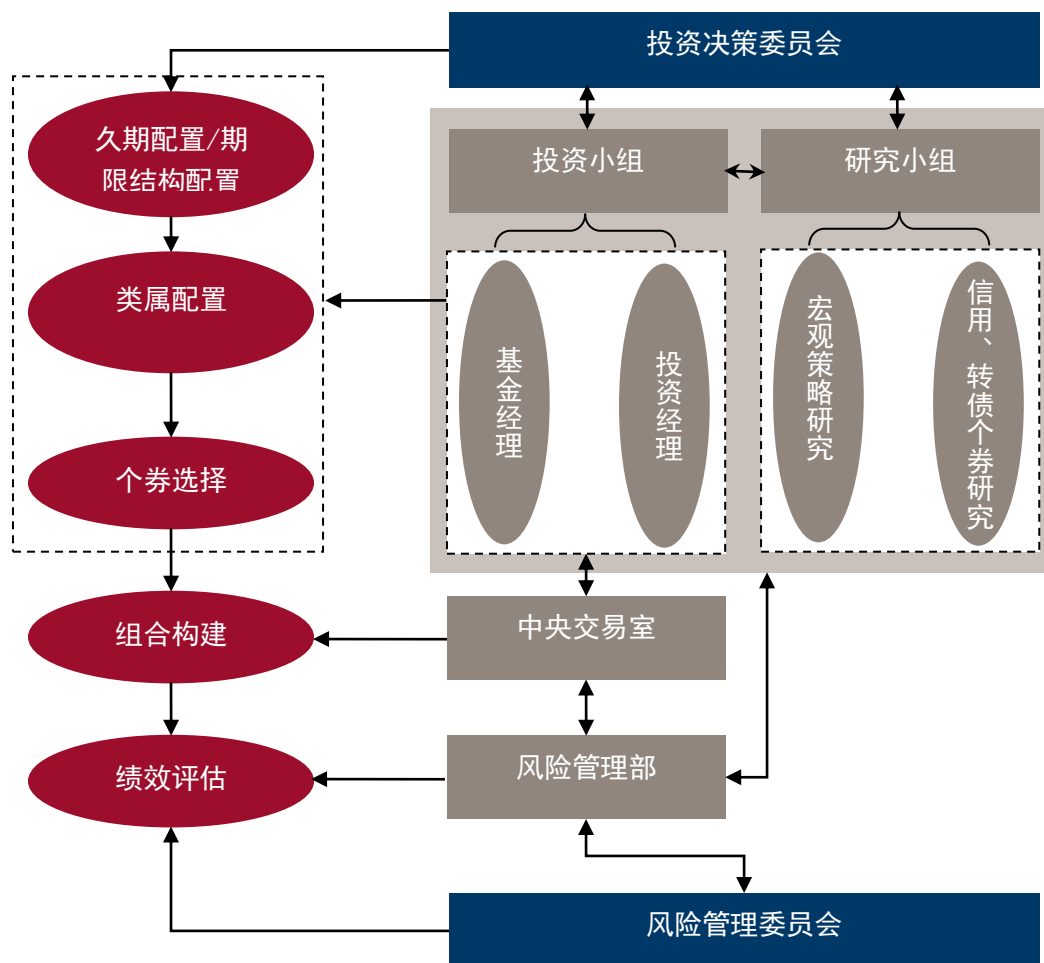 投资决策委员会
久期配置/期
限结构配置
投资小组
研究小组
类属配置
基金经理
投资经理
宏观策略研究
信用、转债个券研究
个券选择
组合构建
中央交易室
绩效评估
风险管理部
风险管理委员会